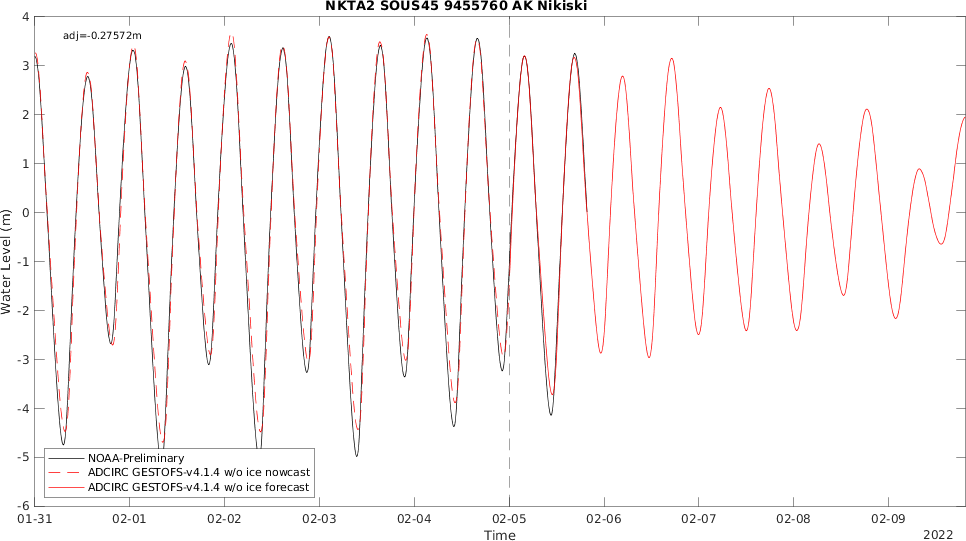 NKTA2 SOUS45 9455760 AK Nikiski
adj=-0.27572m
4
3
2
1
0
-1
-2
-3
-4
-5
-6
Water Level (m)
NOAA-Preliminary
ADCIRC GESTOFS-v4.1.4 w/o ice nowcast
ADCIRC GESTOFS-v4.1.4 w/o ice forecast
01-31 02-01 02-02 02-03 02-04 02-05 02-06 02-07 02-08 02-09
Time
2022